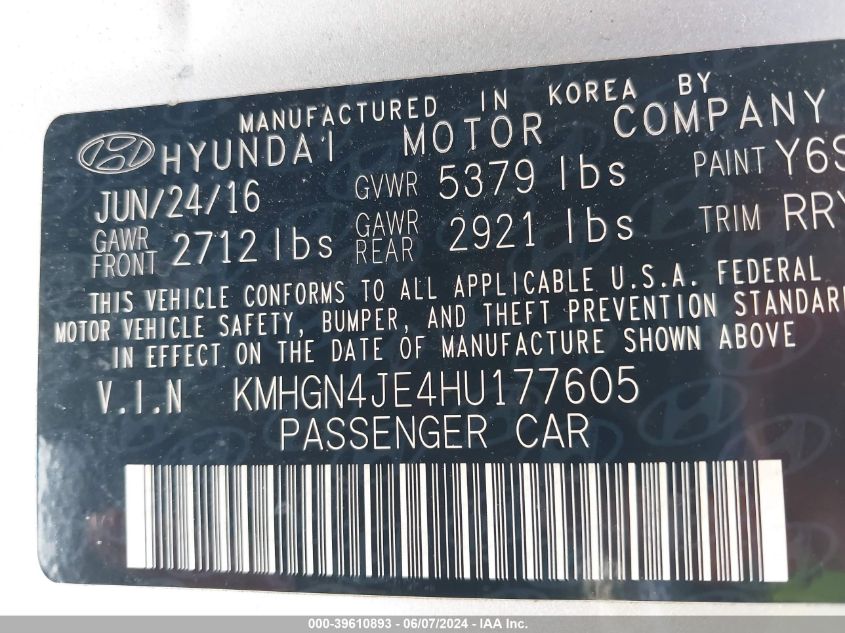 MANUFACTURED IN KOREA BY
HYUNDAI MOTOR COMPANY
JUN/24/16 GVWR 5379 lbs PAINT Y6S
GAWR FRONT 2712 lbs GAWR REAR 2921 lbs TRIM RRY
THIS VEHICLE CONFORMS TO ALL APPLICABLE U.S.A. FEDERAL
MOTOR VEHICLE SAFETY, BUMPER, AND THEFT PREVENTION STANDAR
IN EFFECT ON THE DATE OF MANUFACTURE SHOWN ABOVE
V.I.N KMHGN4JE4HU177605
PASSENGER CAR
000-39610893 - 06/07/2024 - IAA Inc.